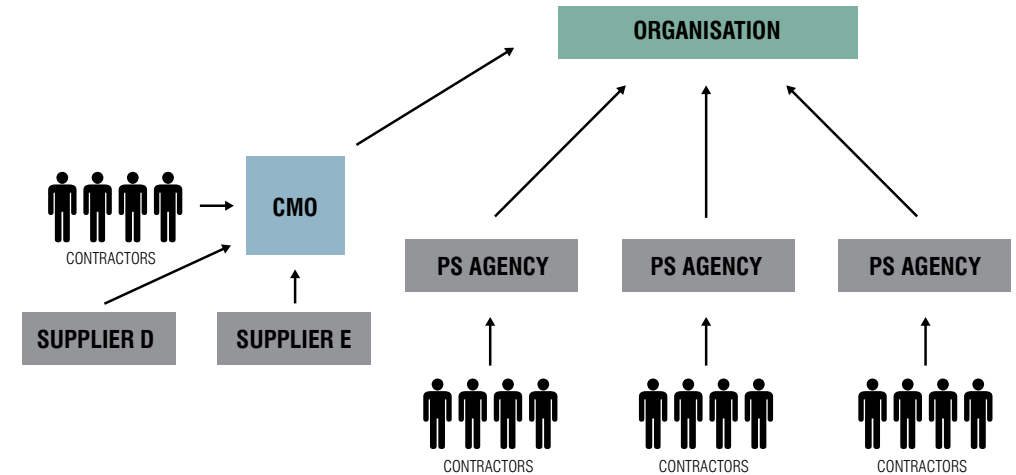 ORGANISATION
CMO
CONTRACTORS
PS AGENCY
PS AGENCY
PS AGENCY
SUPPLIER D
SUPPLIER E
CONTRACTORS
CONTRACTORS
CONTRACTORS